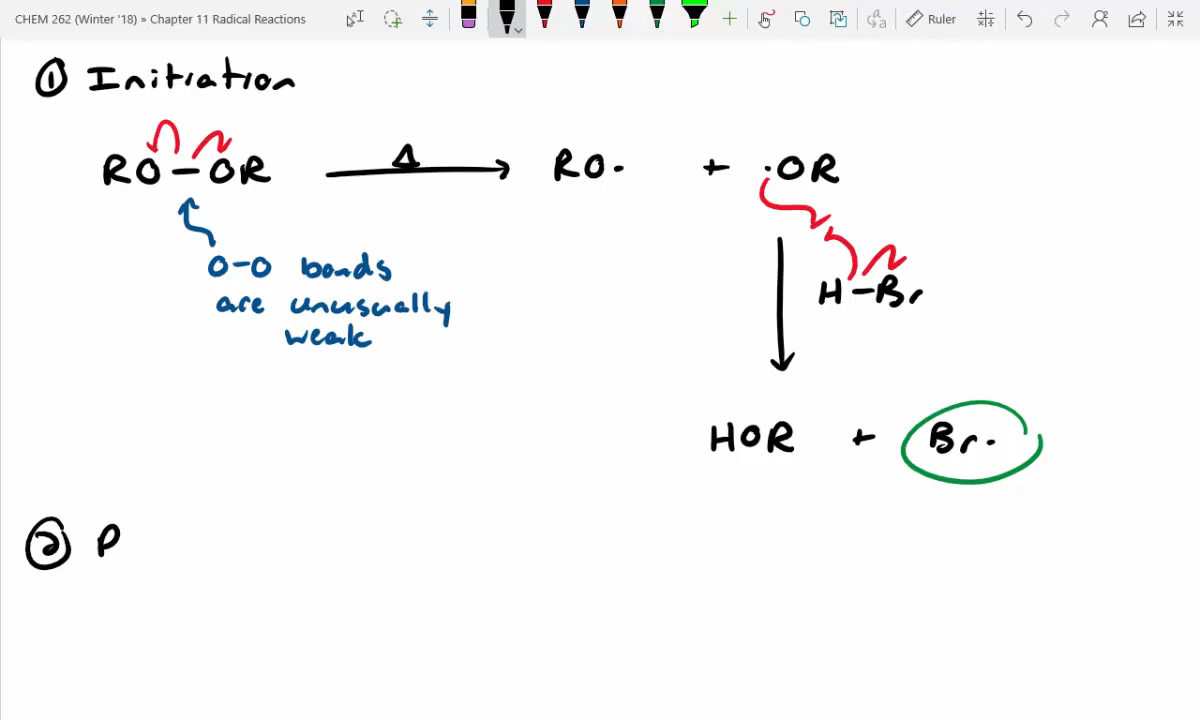 CHEM 262 (Winter '18) » Chapter 11 Radical Reactions
Ruler
① Initiation
RO–OR Δ RO· + ·OR
O–O bonds
are unusually
weak
H–Br
HOR + Br·
② P